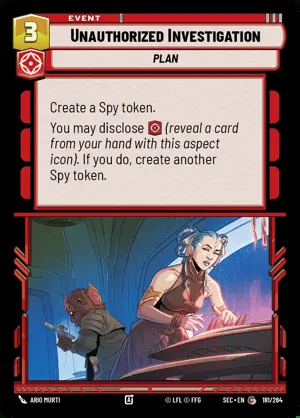 EVENT
3
UNAUTHORIZED INVESTIGATION
PLAN
Create a Spy token.
You may disclose (reveal a card
from your hand with this aspect
icon). If you do, create another
Spy token.
ARIO MURTI
© LFL © FFG
SEC • EN C 181/264